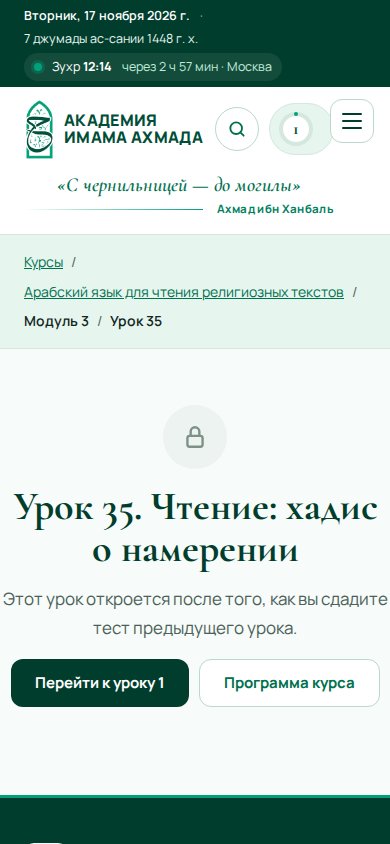 Вторник, 17 ноября 2026 г. ·
7 джумады ас-сании 1448 г. х.
Зухр 12:14 через 2 ч 57 мин · Москва
АКАДЕМИЯ
ИМАМА АХМАДА
1
«С чернильницей — до могилы»
Ахмад ибн Ханбаль
Курсы /
Арабский язык для чтения религиозных текстов /
Модуль 3 / Урок 35
Урок 35. Чтение: хадис
о намерении
Этот урок откроется после того, как вы сдадите
тест предыдущего урока.
Перейти к уроку 1 Программа курса